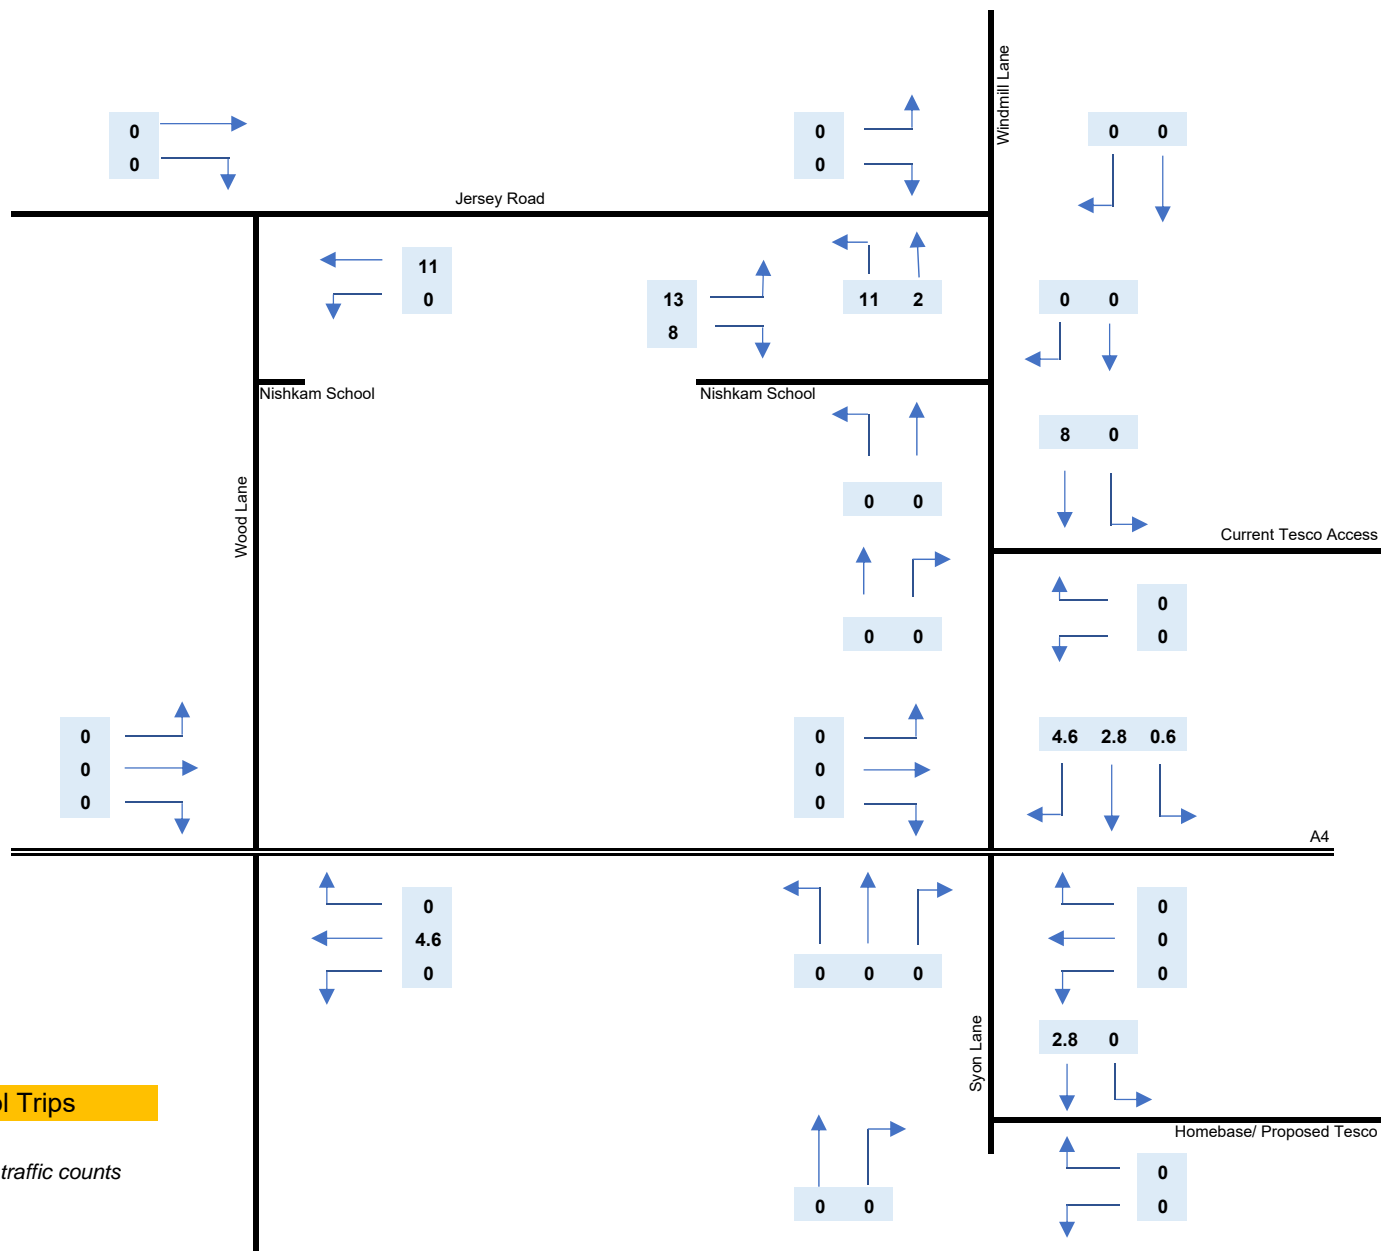 Windmill Lane
0
0
0
0
0 0
Jersey Road
11
0
13
8
11 2
0 0
Nishkam School
Nishkam School
8 0
Wood Lane
0 0
Current Tesco Access
0
0
0 0
0
0
0
0
0
0
4.6 2.8 0.6
A4
0
4.6
0
0 0 0
0
0
0
Syon Lane
2.8 0
Trips
Homebase/ Proposed Tesco
traffic counts
0 0
0
0